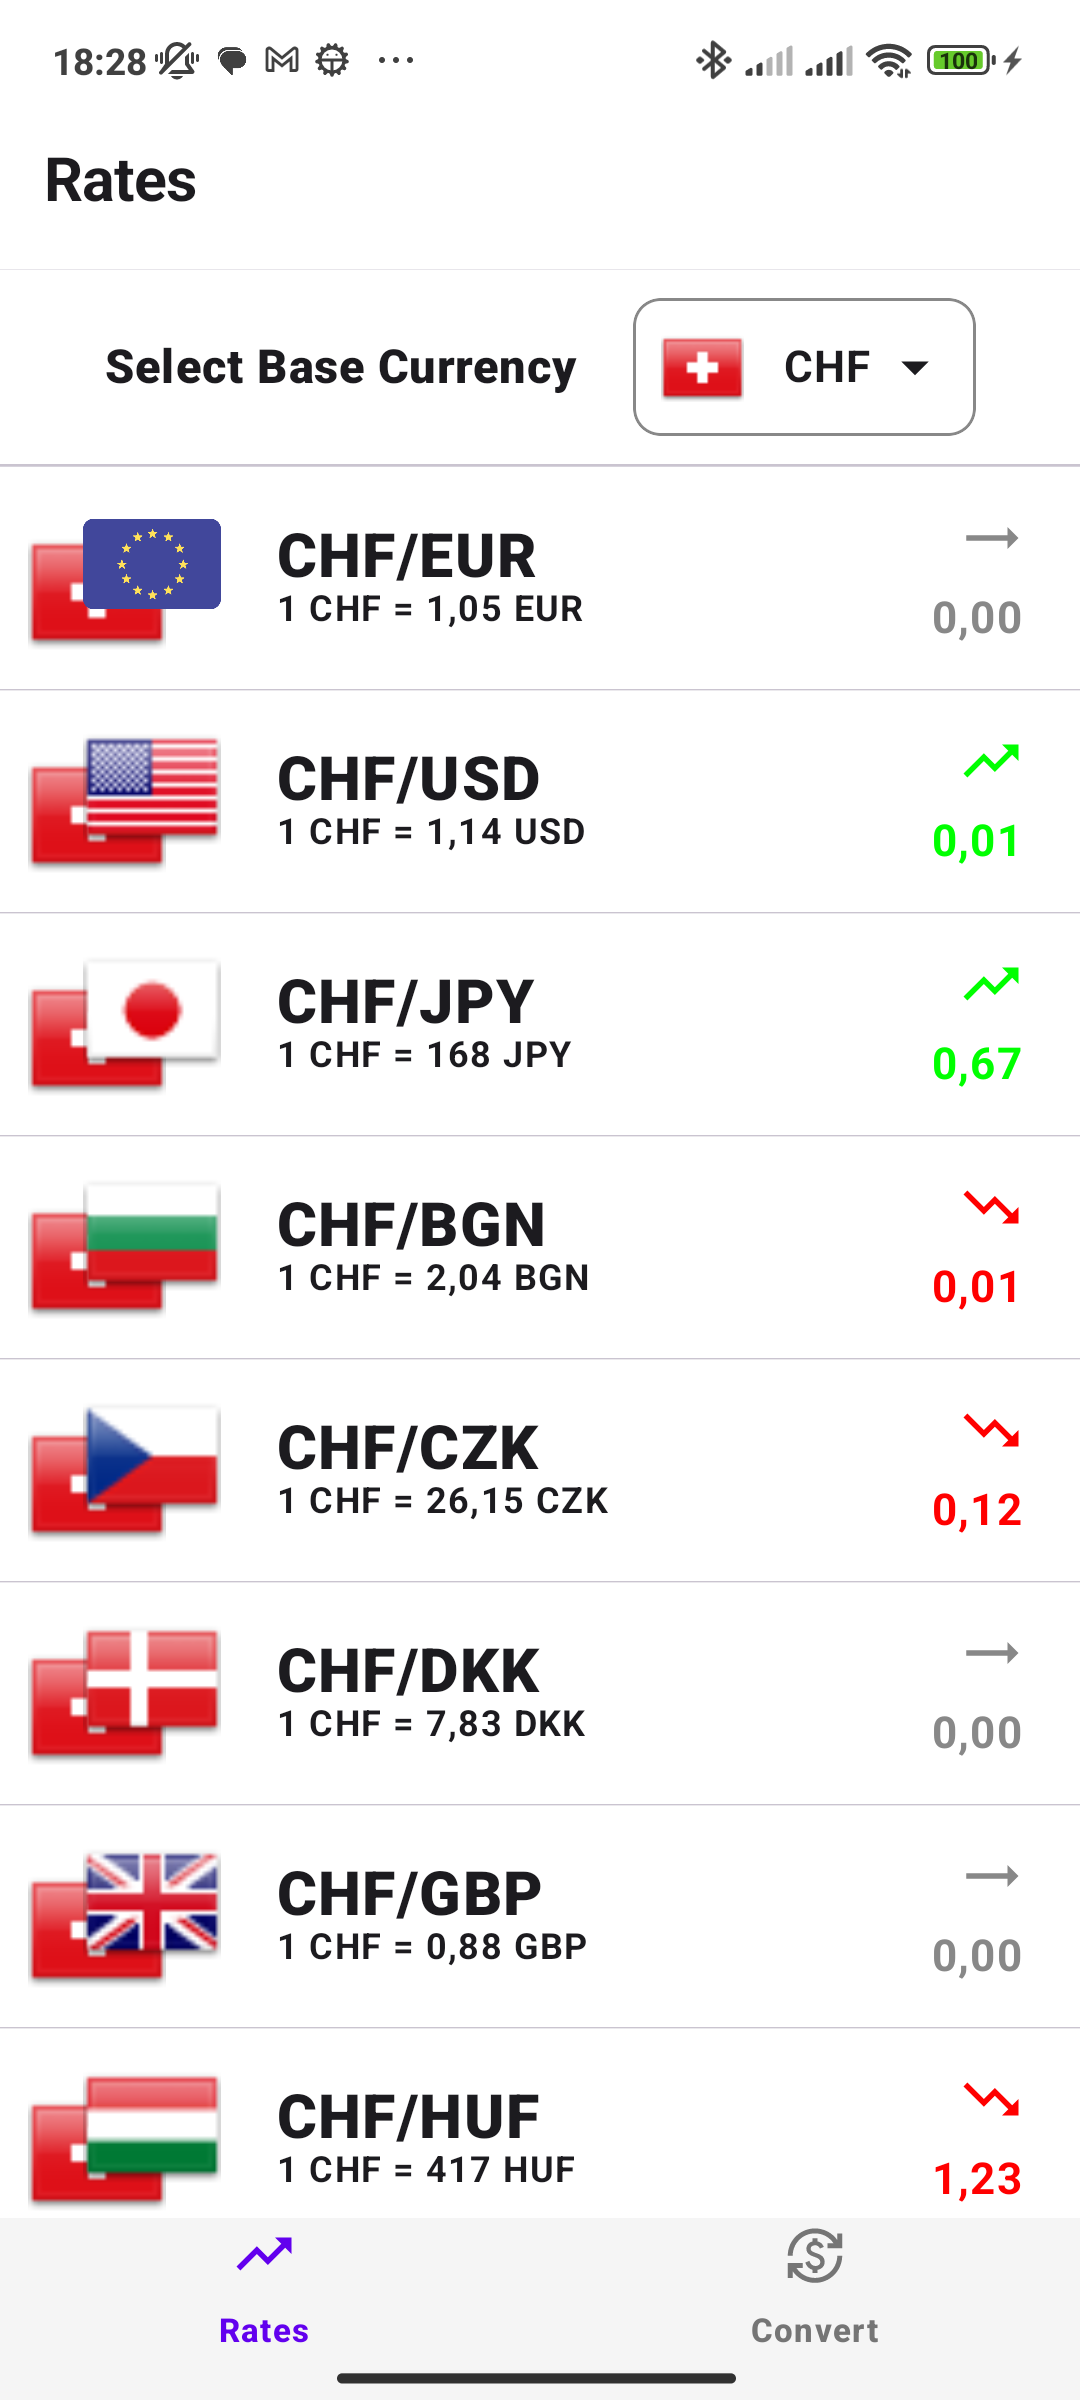 18:28
100
Rates
Select Base Currency
CHF
CHF/EUR
1 CHF = 1,05 EUR
0,00
CHF/USD
1 CHF = 1,14 USD
0,01
CHF/JPY
1 CHF = 168 JPY
0,67
CHF/BGN
1 CHF = 2,04 BGN
0,01
CHF/CZK
1 CHF = 26,15 CZK
0,12
CHF/DKK
1 CHF = 7,83 DKK
0,00
CHF/GBP
1 CHF = 0,88 GBP
0,00
CHF/HUF
1 CHF = 417 HUF
1,23
Rates
Convert